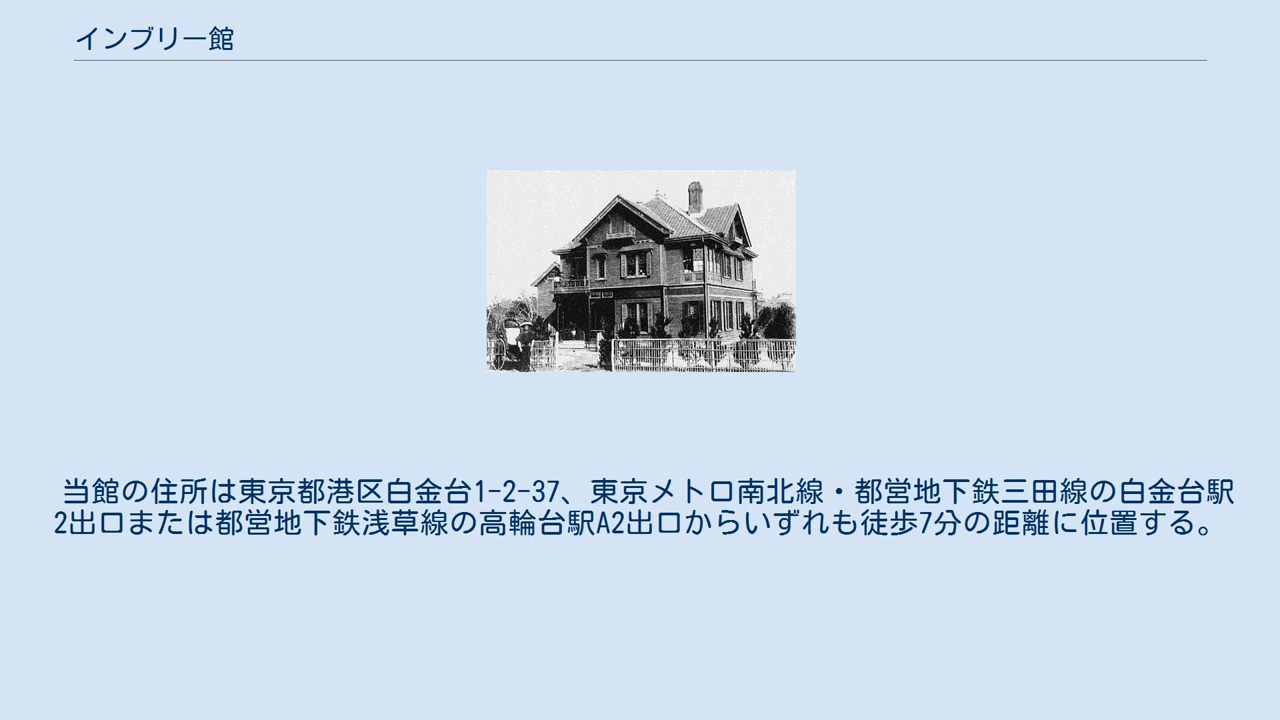 インブリー館
当館の住所は東京都港区白金台1-2-37、東京メトロ南北線・都営地下鉄三田線の白金台駅
2出口または都営地下鉄浅草線の高輪台駅A2出口からいずれも徒歩7分の距離に位置する。